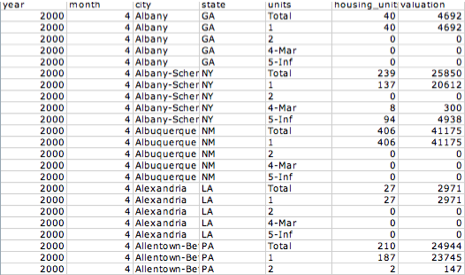 year month city state units housing_unit valuation
2000 4 Albany GA Total 40 4692
2000 4 Albany GA 1 40 4692
2000 4 Albany GA 2 0 0
2000 4 Albany GA 4-Mar 0 0
2000 4 Albany GA 5-Inf 0 0
2000 4 Albany-Scher NY Total 239 25850
2000 4 Albany-Scher NY 1 137 20612
2000 4 Albany-Scher NY 2 0 0
2000 4 Albany-Scher NY 4-Mar 8 300
2000 4 Albany-Scher NY 5-Inf 94 4938
2000 4 Albuquerque NM Total 406 41175
2000 4 Albuquerque NM 1 406 41175
2000 4 Albuquerque NM 2 0 0
2000 4 Albuquerque NM 4-Mar 0 0
2000 4 Albuquerque NM 5-Inf 0 0
2000 4 Alexandria LA Total 27 2971
2000 4 Alexandria LA 1 27 2971
2000 4 Alexandria LA 2 0 0
2000 4 Alexandria LA 4-Mar 0 0
2000 4 Alexandria LA 5-Inf 0 0
2000 4 Allentown-Be PA Total 210 24944
2000 4 Allentown-Be PA 1 187 23745
2000 4 Allentown-Be PA 2 2 147